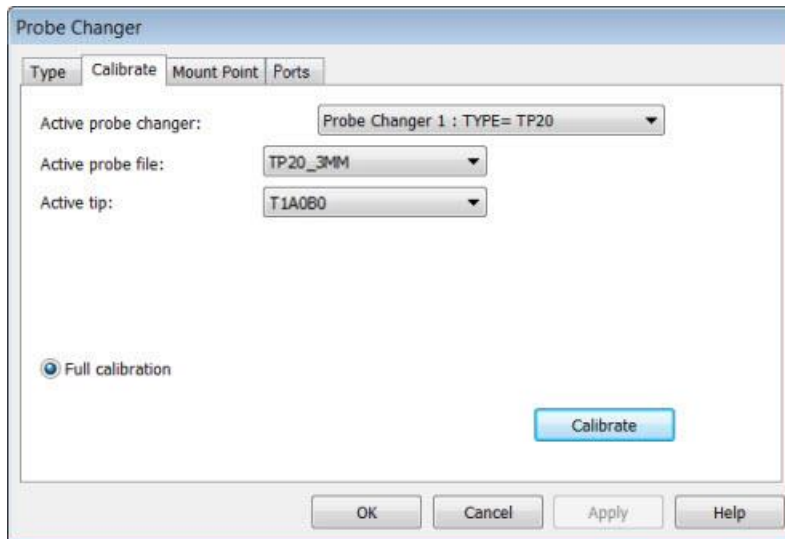 Probe Changer
Type Calibrate Mount Point Ports
Active probe changer: Probe Changer 1 : TYPE= TP20
Active probe file: TP20_3MM
Active tip: T1A0B0
Full calibration
Calibrate
OK Cancel Apply Help